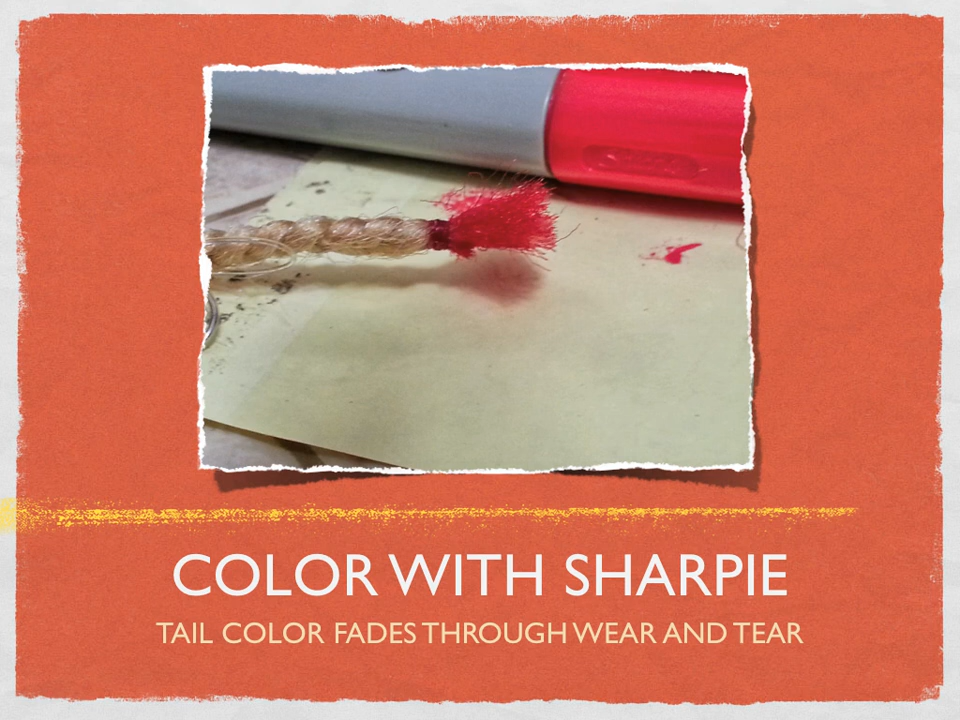 COLOR WITH SHARPIE
TAIL COLOR FADES THROUGH WEAR AND TEAR